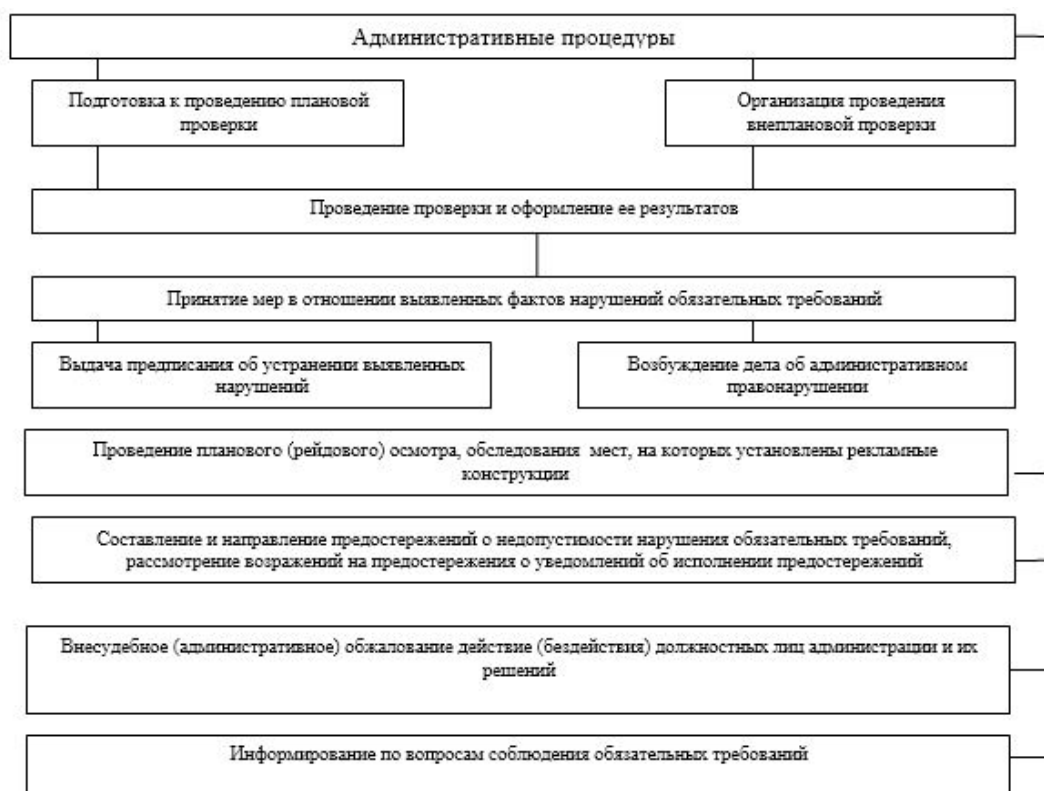 Административные процедуры
Подготовка к проведению плановой
проверки
Организация проведения
внеплановой проверки
Проведение проверки и оформление ее результатов
Принятие мер в отношении выявленных фактов нарушений обязательных требований
Выдача предписания об устранении выявленных
нарушений
Возбуждение дела об административном
правонарушении
Проведение планового (рейдового) осмотра, обследования мест, на которых установлены рекламные
конструкции
Составление и направление предостережений о недопустимости нарушения обязательных требований,
рассмотрение возражений на предостережения о уведомлений об исполнении предостережений
Внесудебное (административное) обжалование действие (бездействия) должностных лиц администрации и их
решений
Информирование по вопросам соблюдения обязательных требований